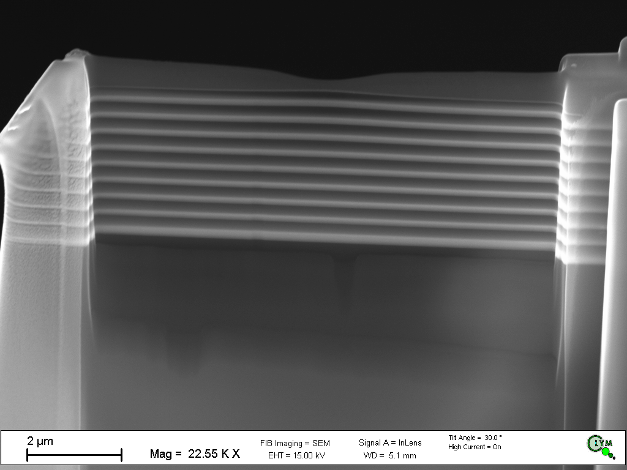 2 µm
Mag = 22.55 K X
FIB Imaging = SEM
EHT = 15.00 kV
Signal A = InLens
WD = 5.1 mm
Tilt Angle = 30.0 °
High Current = On